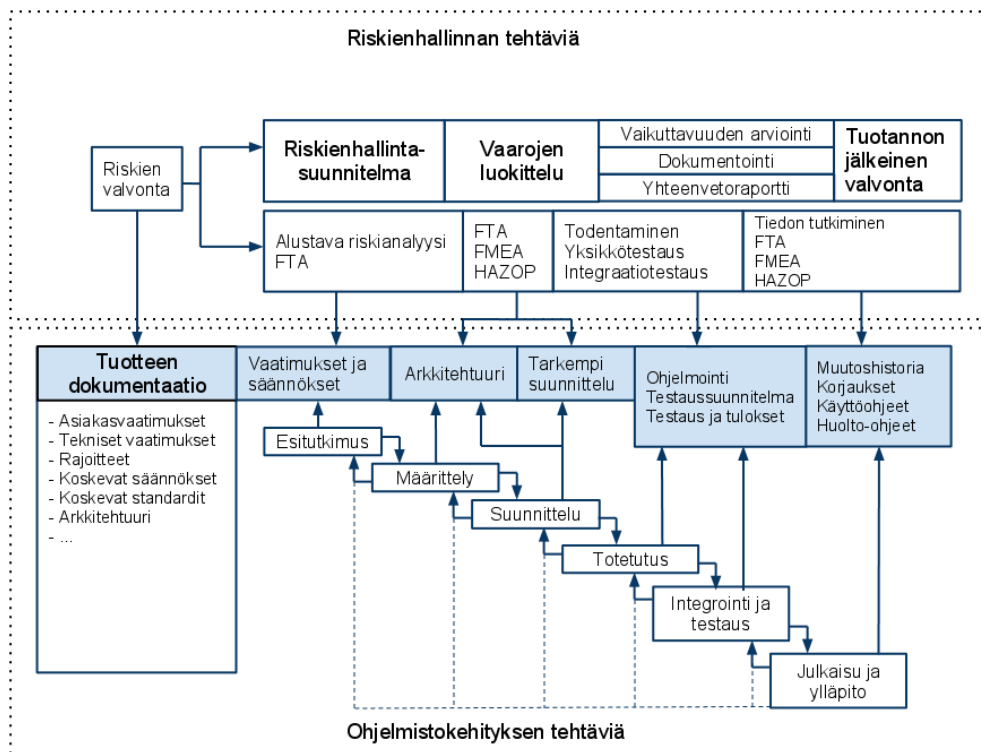 Riskienhallinnan tehtäviä
Riskien
valvonta
Riskienhallinta-
suunnitelma
Vaarojen
luokittelu
Vaikuttavuuden arviointi
Dokumentointi
Yhteenvetoraportti
Tuotannon
jälkeinen
valvonta
Alustava riskianalyysi
FTA
FTA
FMEA
HAZOP
Todentaminen
Yksikkötestaus
Integraatiotestaus
Tiedon tutkiminen
FTA
FMEA
HAZOP
Tuotteen
dokumentaatio
- Asiakasvaatimukset
- Tekniset vaatimukset
- Rajoitteet
- Koskevat säännökset
- Koskevat standardit
- Arkkitehtuuri
- ...
Vaatimukset ja
säännökset
Arkkitehtuuri
Tarkempi
suunnittelu
Ohjelmointi
Testaussuunnitelma
Testaus ja tulokset
Muutoshistoria
Korjaukset
Käyttöohjeet
Huolto-ohjeet
Esitutkimus
Määrittely
Suunnittelu
Totetutus
Integrointi ja
testaus
Julkaisu ja
ylläpito
Ohjelmistokehityksen tehtäviä